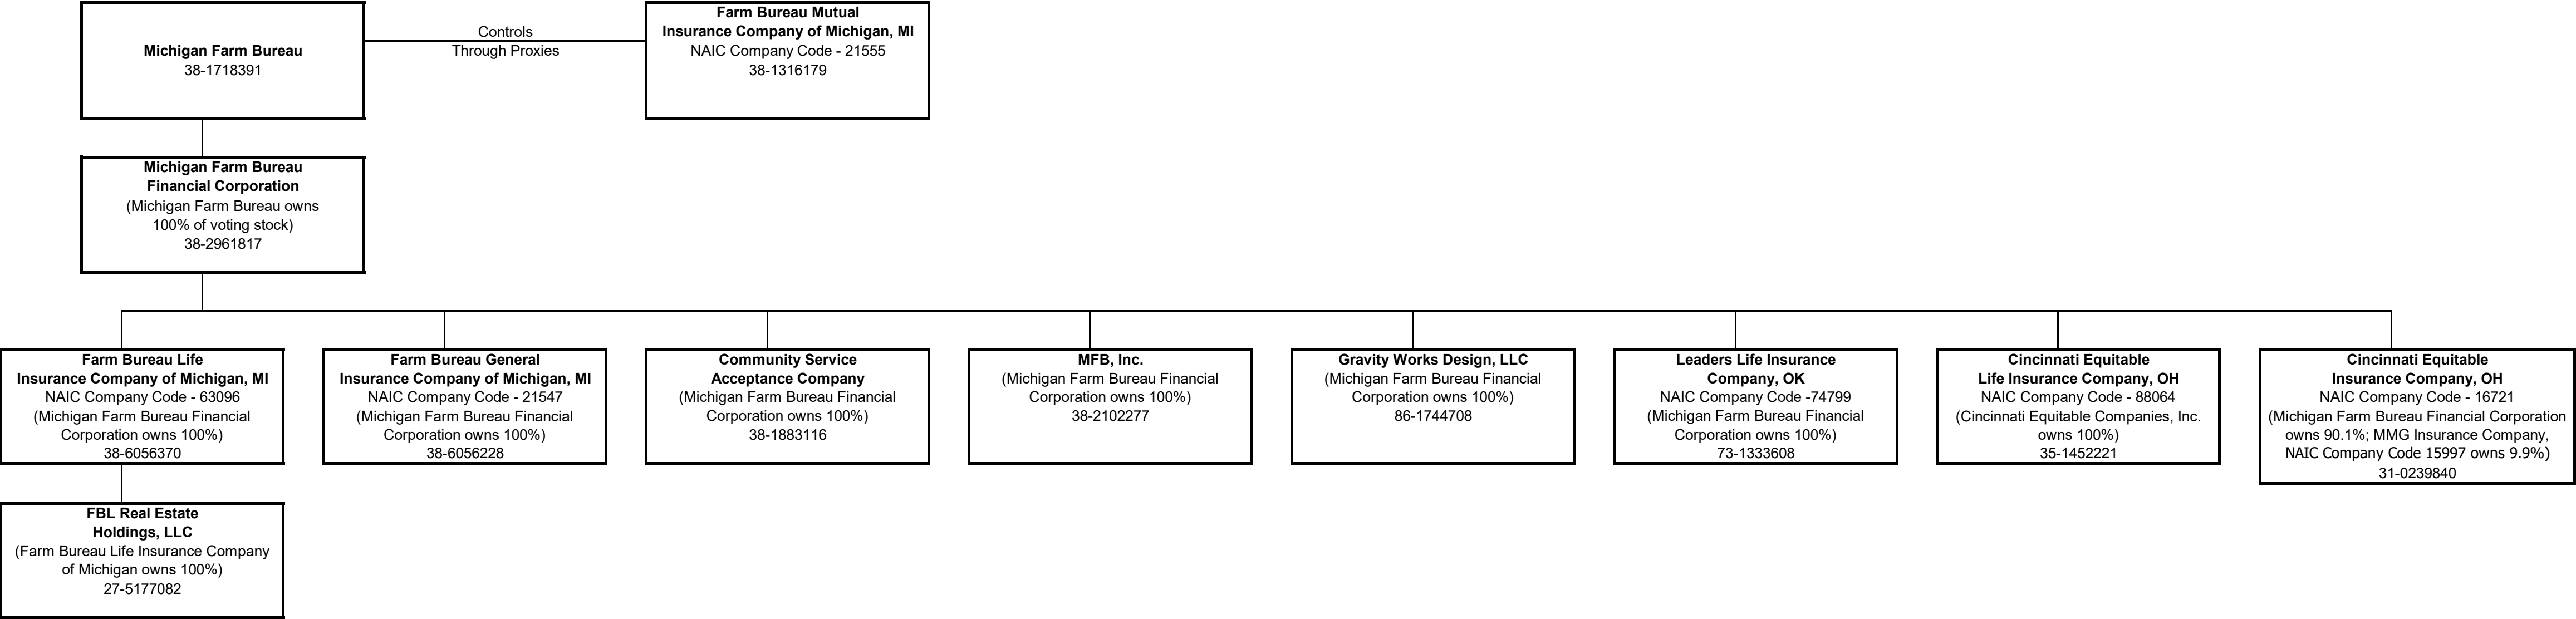 Michigan Farm Bureau
38-1718391
Controls
Through Proxies
Farm Bureau Mutual
Insurance Company of Michigan, MI
NAIC Company Code - 21555
38-1316179
Michigan Farm Bureau
Financial Corporation
(Michigan Farm Bureau owns
100% of voting stock)
38-2961817
Farm Bureau Life
Insurance Company of Michigan, MI
NAIC Company Code - 63096
(Michigan Farm Bureau Financial
Corporation owns 100%)
38-6056370
Farm Bureau General
Insurance Company of Michigan, MI
NAIC Company Code - 21547
(Michigan Farm Bureau Financial
Corporation owns 100%)
38-6056228
Community Service
Acceptance Company
(Michigan Farm Bureau Financial
Corporation owns 100%)
38-1883116
MFB, Inc.
(Michigan Farm Bureau Financial
Corporation owns 100%)
38-2102277
Gravity Works Design, LLC
(Michigan Farm Bureau Financial
Corporation owns 100%)
86-1744708
Leaders Life Insurance
Company, OK
NAIC Company Code -74799
(Michigan Farm Bureau Financial
Corporation owns 100%)
73-1333608
Cincinnati Equitable
Life Insurance Company, OH
NAIC Company Code - 88064
(Cincinnati Equitable Companies, Inc.
owns 100%)
35-1452221
Cincinnati Equitable
Insurance Company, OH
NAIC Company Code - 16721
(Michigan Farm Bureau Financial Corporation
owns 90.1%; MMG Insurance Company,
NAIC Company Code 15997 owns 9.9%)
31-0239840
FBL Real Estate
Holdings, LLC
(Farm Bureau Life Insurance Company
of Michigan owns 100%)
27-5177082